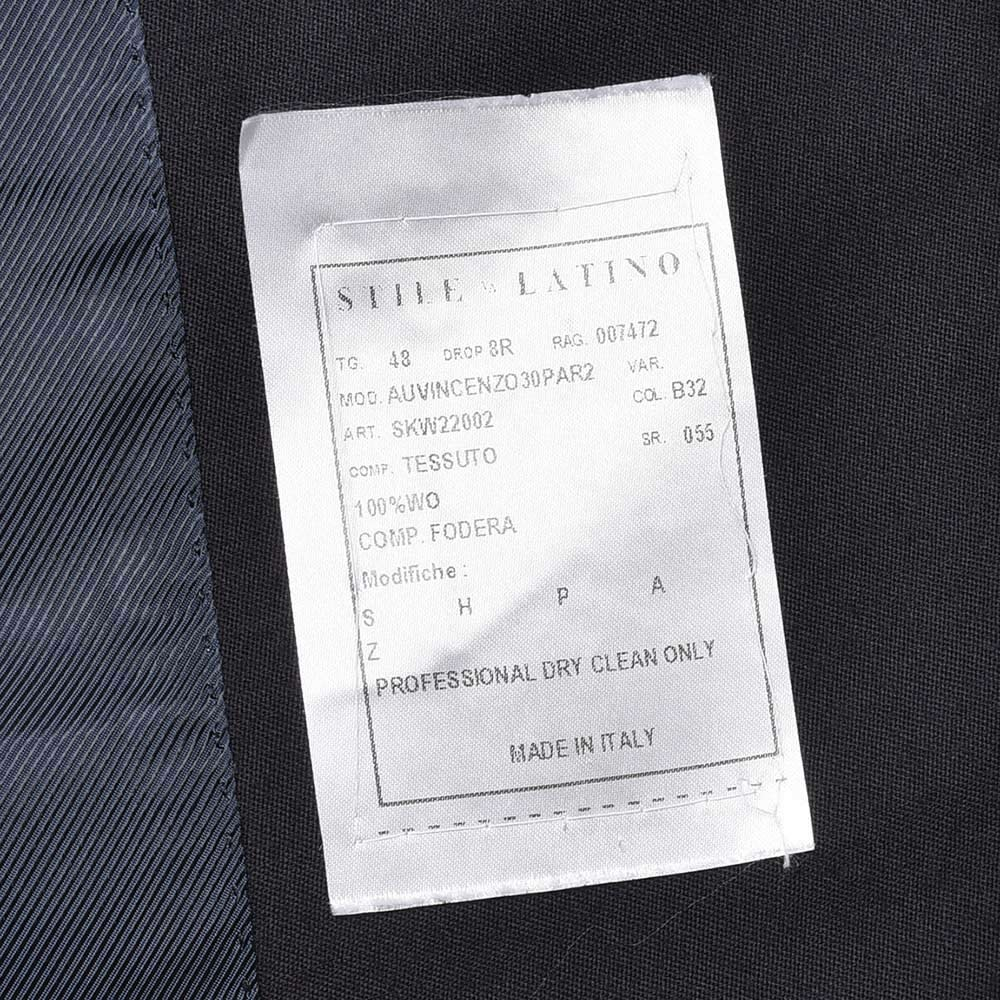 STILE LATINO
TG. 48 DROP 8R RAG. 007472
MOD. AUVINCENZO30PAR2 VAR.
ART. SKW22002 COL. B32
COMP. TESSUTO SR. 055
100%WO
COMP. FODERA
Modifiche :
S H P A
Z
PROFESSIONAL DRY CLEAN ONLY
MADE IN ITALY